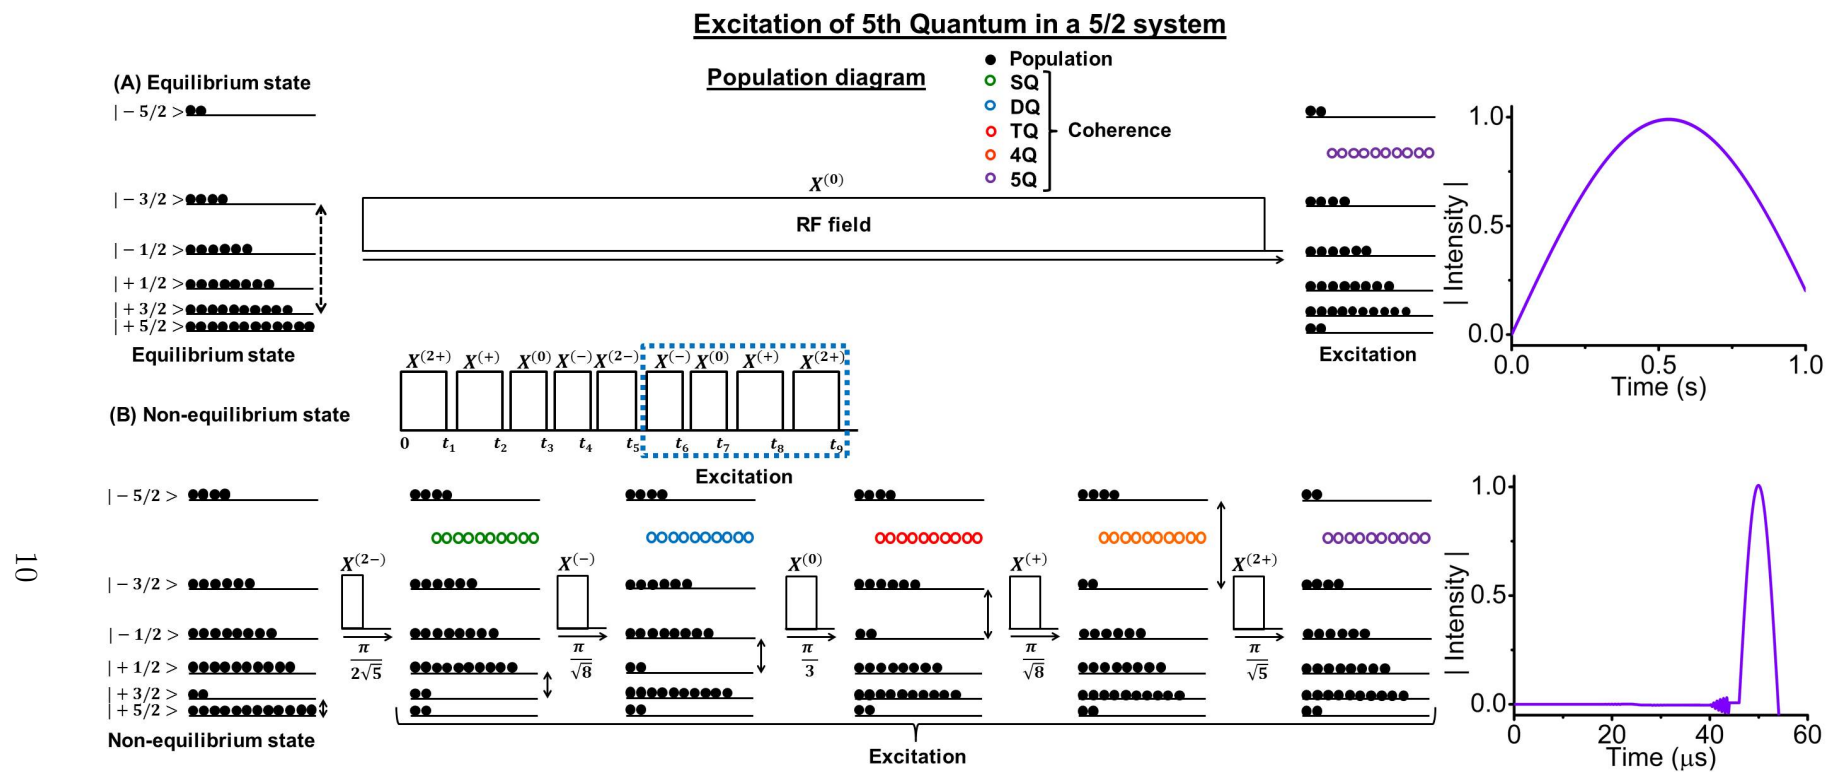 Excitation of 5th Quantum in a 5/2 system
Population diagram
Population
SQ
DQ
TQ
4Q
5Q
Coherence
(A) Equilibrium state
| − 5/2 >
| − 3/2 >
| − 1/2 >
| + 1/2 >
| + 3/2 >
| + 5/2 >
Equilibrium state
X⁽⁰⁾
RF field
Excitation
| Intensity |
1.0
0.5
0.0
0.0 0.5 1.0
Time (s)
(B) Non-equilibrium state
X⁽²⁺⁾ X⁽⁺⁾ X⁽⁰⁾ X⁽⁻⁾ X⁽²⁻⁾ X⁽⁻⁾ X⁽⁰⁾ X⁽⁺⁾ X⁽²⁺⁾
0 t₁ t₂ t₃ t₄ t₅ t₆ t₇ t₈ t₉
Excitation
| − 5/2 >
| − 3/2 >
| − 1/2 >
| + 1/2 >
| + 3/2 >
| + 5/2 >
Non-equilibrium state
X⁽²⁻⁾
π
2√5
X⁽⁻⁾
π
√8
X⁽⁰⁾
π
3
X⁽⁺⁾
π
√8
X⁽²⁺⁾
π
√5
Excitation
| Intensity |
1.0
0.5
0.0
0 20 40 60
Time (μs)
10